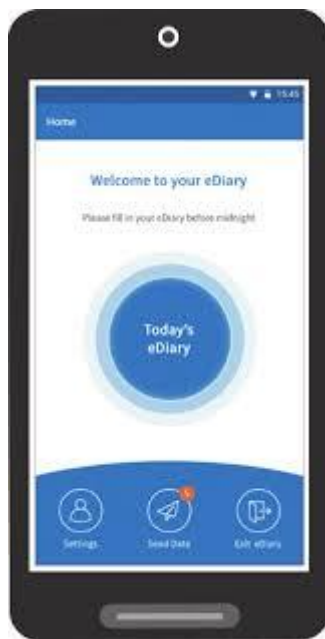 15:45
Home
Welcome to your eDiary
Please fill in your eDiary before midnight
Today's
eDiary
5
Settings
Send Data
Exit eDiary